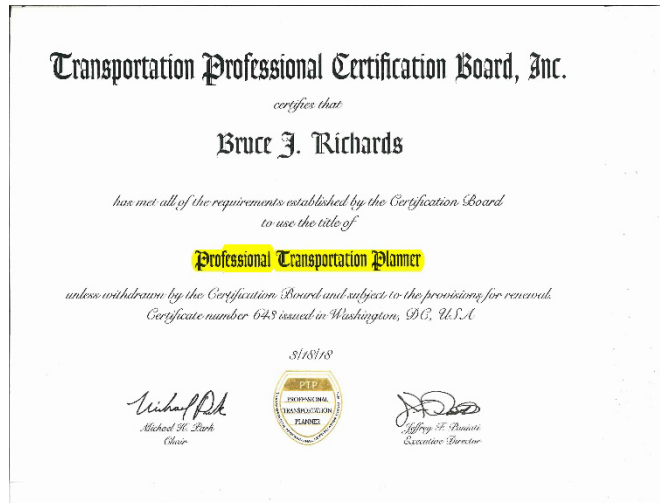 Transportation Professional Certification Board, Inc.
certifies that
Bruce J. Richards
has met all of the requirements established by the Certification Board
to use the title of
Professional Transportation Planner
unless withdrawn by the Certification Board and subject to the provisions for renewal.
Certificate number 643 issued in Washington, DC, USA
3/18/18
PTP
PROFESSIONAL
TRANSPORTATION
PLANNER
Michael H. Park
Chair
Jeffrey F. Paniati
Executive Director